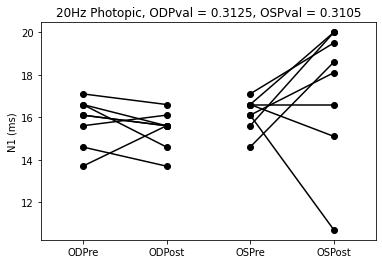 20Hz Photopic, ODPval = 0.3125, OSPval = 0.3105
20
18
16
14
12
N1 (ms)
ODPre
ODPost
OSPre
OSPost